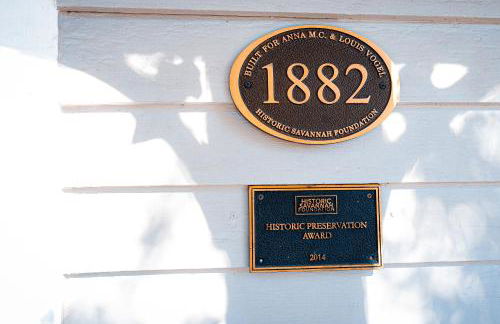 BUILT FOR ANNA M.C. & LOUIS VOGEL
1882
HISTORIC SAVANNAH FOUNDATION
HISTORIC
SAVANNAH
FOUNDATION
HISTORIC PRESERVATION
AWARD
2014